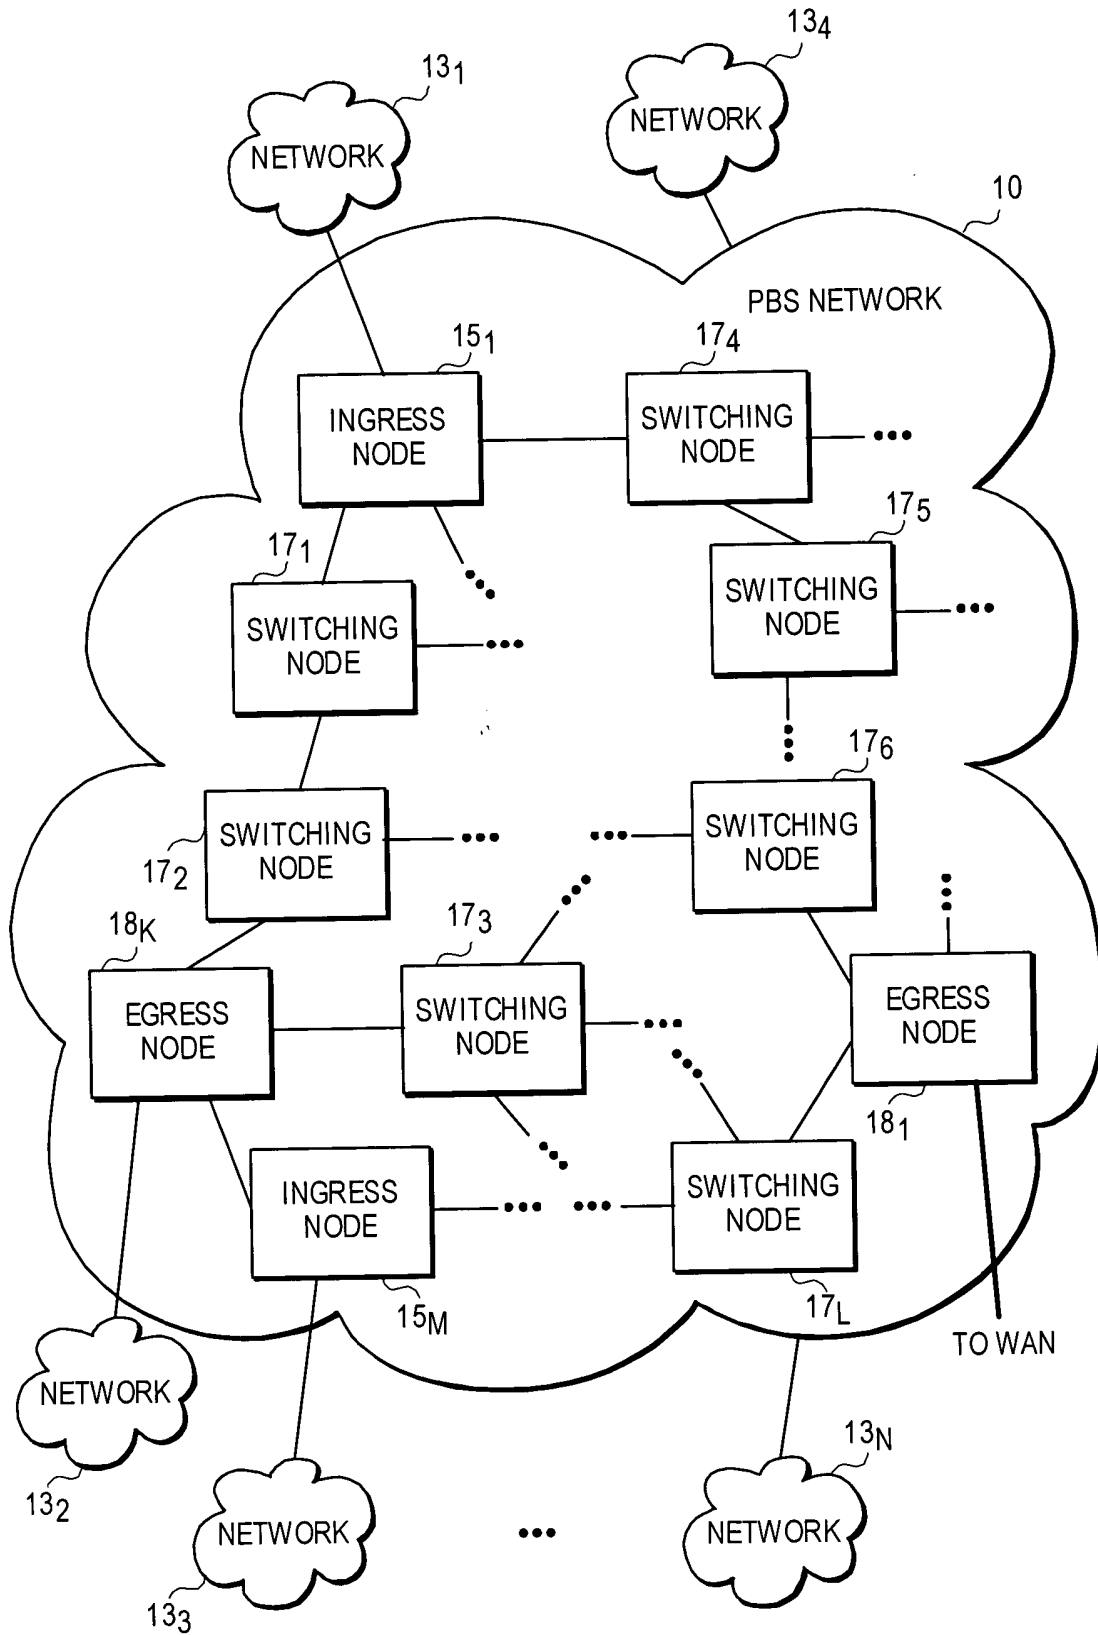 13₄
13₁
NETWORK
NETWORK
10
PBS NETWORK
15₁
17₄
INGRESS
NODE
SWITCHING
NODE
17₅
17₁
SWITCHING
NODE
SWITCHING
NODE
17₆
SWITCHING
NODE
17₂
SWITCHING
NODE
18K
17₃
EGRESS
NODE
SWITCHING
NODE
EGRESS
NODE
18₁
INGRESS
NODE
SWITCHING
NODE
15M
17L
TO WAN
NETWORK
13₂
13N
NETWORK
NETWORK
13₃